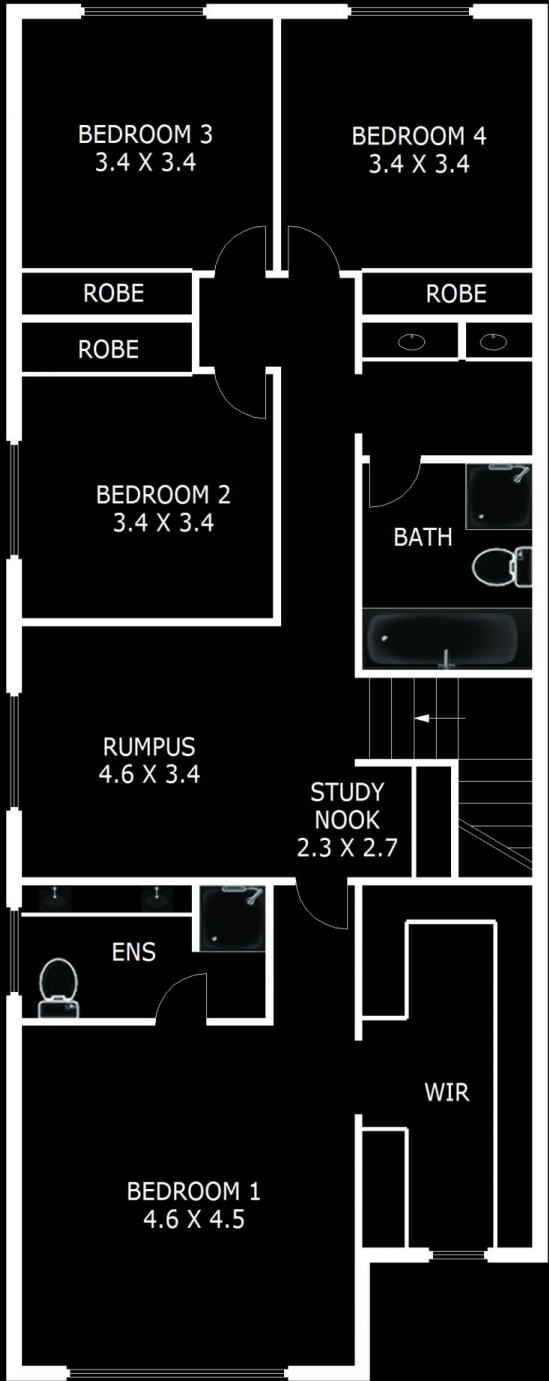 BEDROOM 3
3.4 X 3.4
BEDROOM 4
3.4 X 3.4
ROBE
ROBE
ROBE
BEDROOM 2
3.4 X 3.4
BATH
RUMPUS
4.6 X 3.4
STUDY
NOOK
2.3 X 2.7
ENS
WIR
BEDROOM 1
4.6 X 4.5